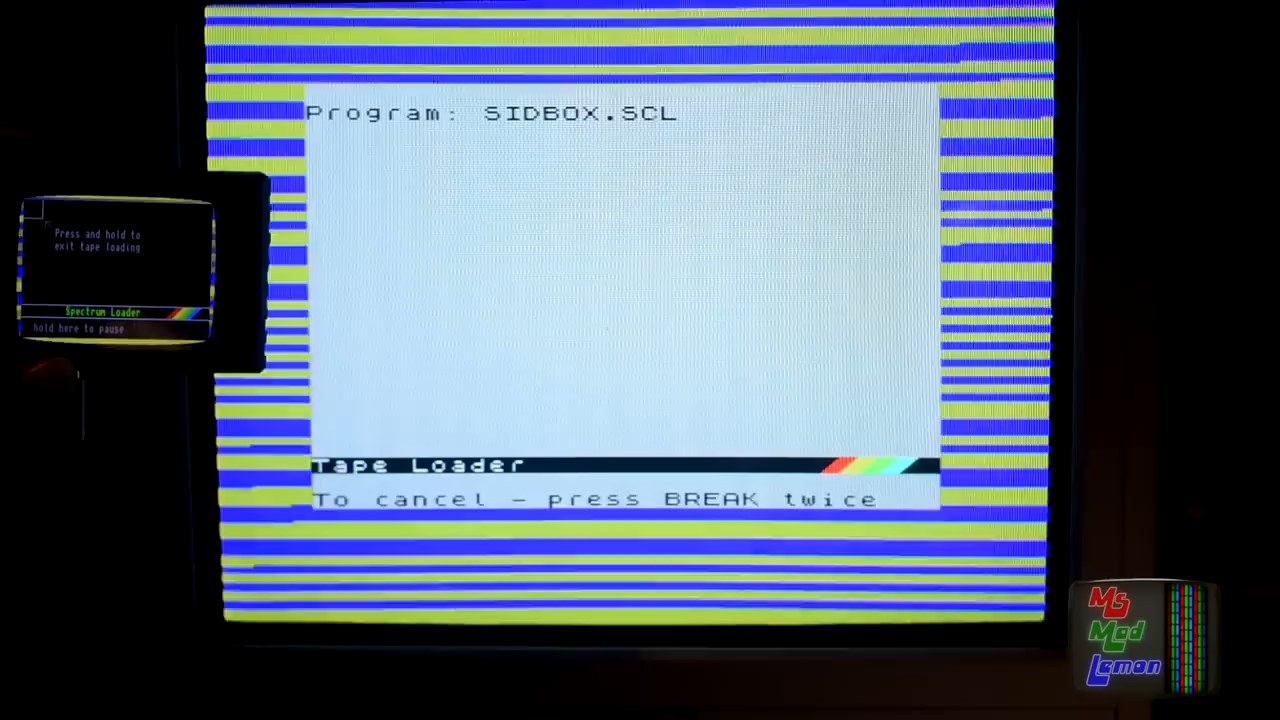 Program: SIDBOX.SCL
Press and hold to
exit tape loading
Spectrum Loader
hold here to pause
Tape Loader
To cancel - press BREAK twice
MG
Mod
Lemon